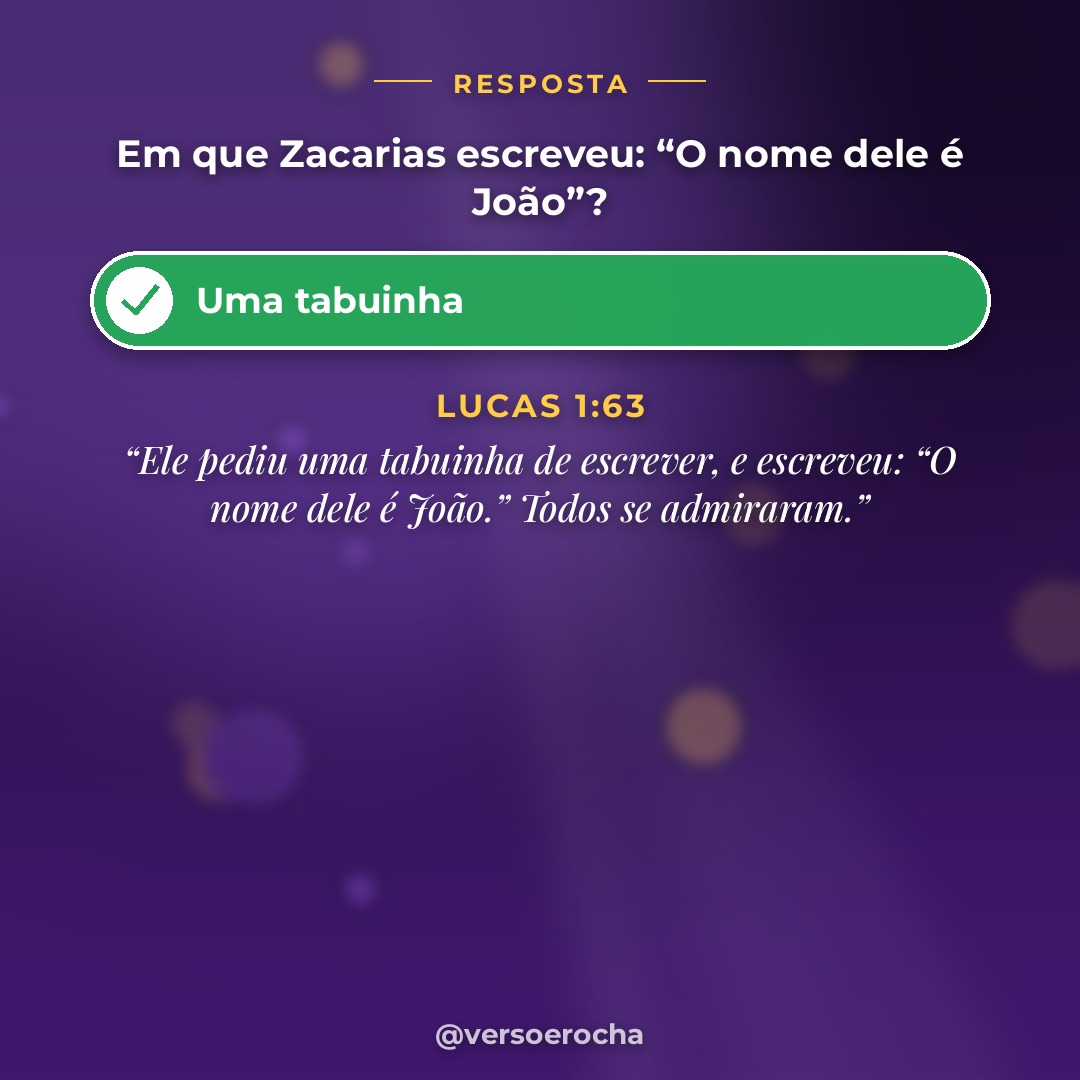 RESPOSTA
Em que Zacarias escreveu: “O nome dele é
João”?
Uma tabuinha
LUCAS 1:63
“Ele pediu uma tabuinha de escrever, e escreveu: “O
nome dele é João.” Todos se admiraram.”
@versoerocha